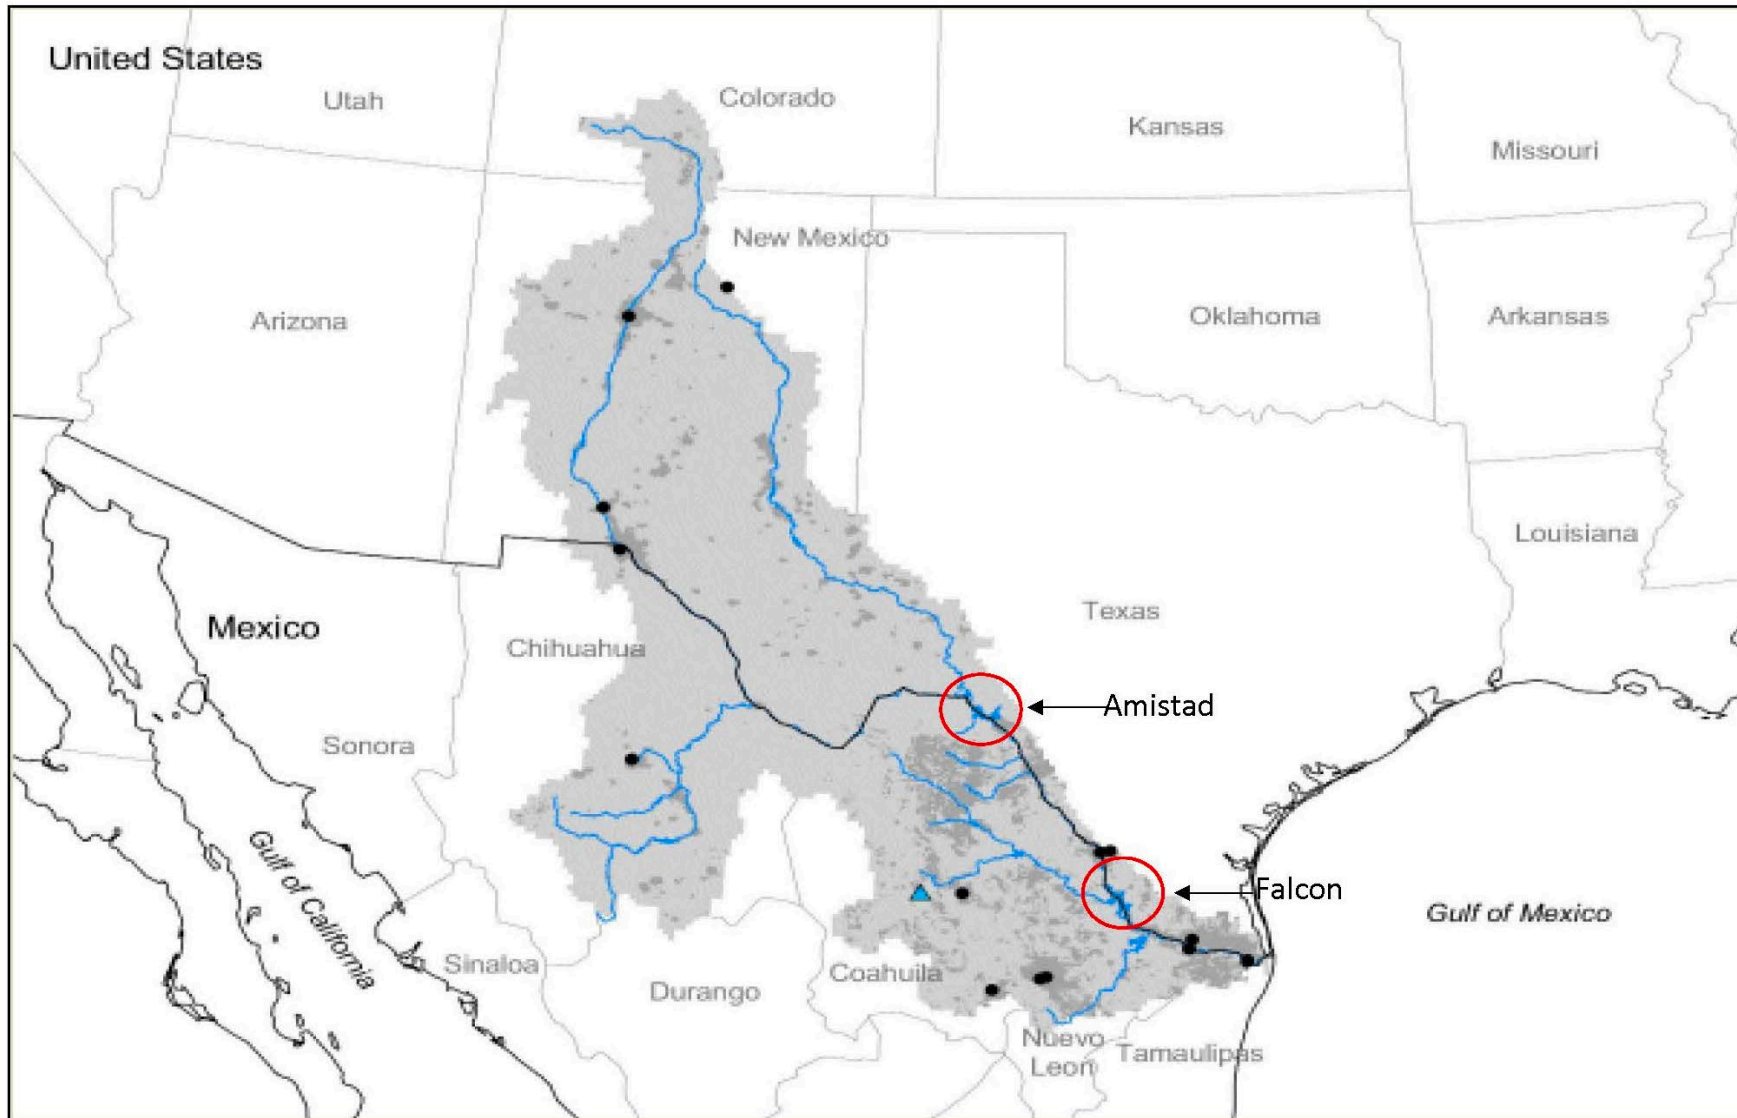 United States
Utah
Colorado
Kansas
Missouri
New Mexico
Arizona
Oklahoma
Arkansas
Louisiana
Texas
Mexico
Chihuahua
Amistad
Sonora
Falcon
Gulf of California
Gulf of Mexico
Sinaloa
Coahuila
Durango
Nuevo
Leon
Tamaulipas